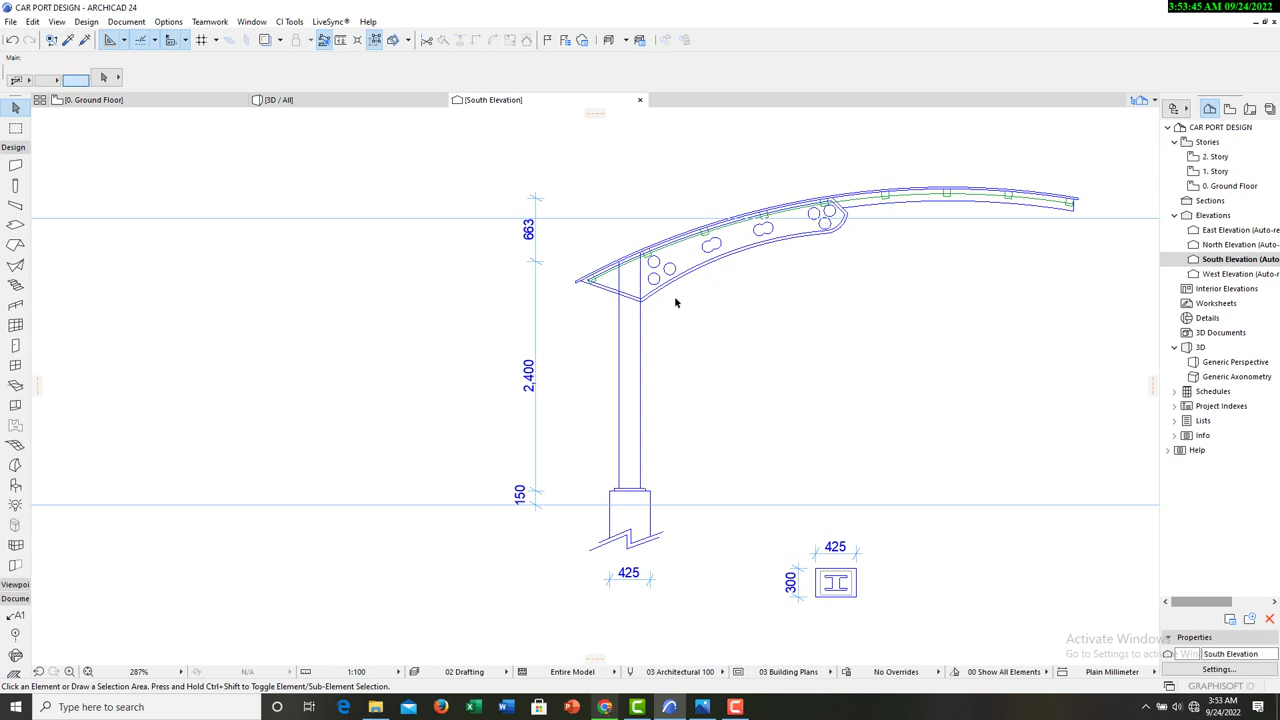 CAR PORT DESIGN - ARCHICAD 24
3:53:45 AM 09/24/2022
File Edit View Design Document Options Teamwork Window CI Tools LiveSync® Help
Main:
[0. Ground Floor]
[3D / All]
[South Elevation]
Design
663
2,400
150
425
425
300
CAR PORT DESIGN
Stories
2. Story
1. Story
0. Ground Floor
Sections
Elevations
East Elevation (Auto-re
North Elevation (Auto-
South Elevation (Auto
West Elevation (Auto-r
Interior Elevations
Worksheets
Details
3D Documents
3D
Generic Perspective
Generic Axonometry
Schedules
Project Indexes
Lists
Info
Help
Viewpoi
Docume
A1
Activate Windows
Go to Settings to activate Win
Properties
South Elevation
Settings...
GRAPHISOFT ID
287%
N/A
1:100
02 Drafting
Entire Model
03 Architectural 100
03 Building Plans
No Overrides
00 Show All Elements
Plain Millimeter
Click an Element or Draw a Selection Area. Press and Hold Ctrl+Shift to Toggle Element/Sub-Element Selection.
Type here to search
3:53 AM
9/24/2022